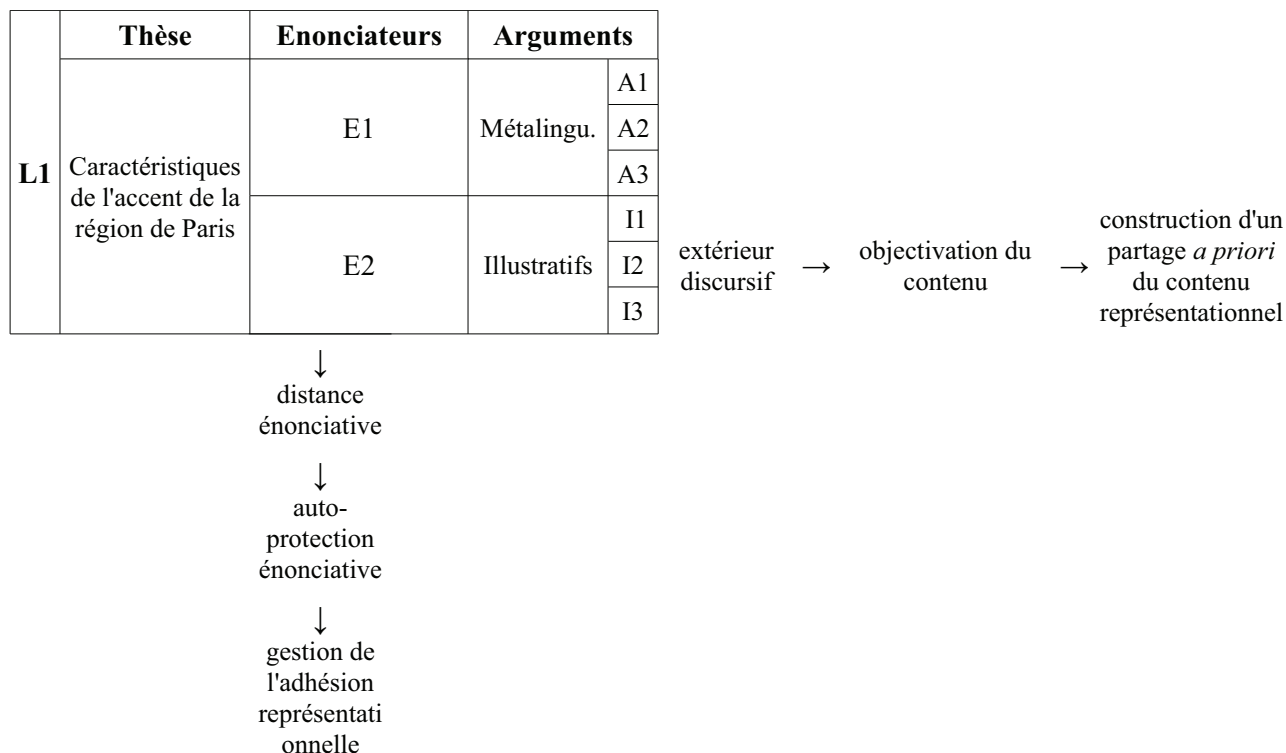 Thèse Enonciateurs Arguments
L1
Caractéristiques
de l'accent de la
région de Paris
E1
Métalingu.
A1
A2
A3
E2
Illustratifs
I1
I2
I3
extérieur
discursif
→
objectivation du
contenu
→
construction d'un
partage a priori
du contenu
représentationnel
↓
distance
énonciative
↓
auto-
protection
énonciative
↓
gestion de
l'adhésion
représentati
onnelle